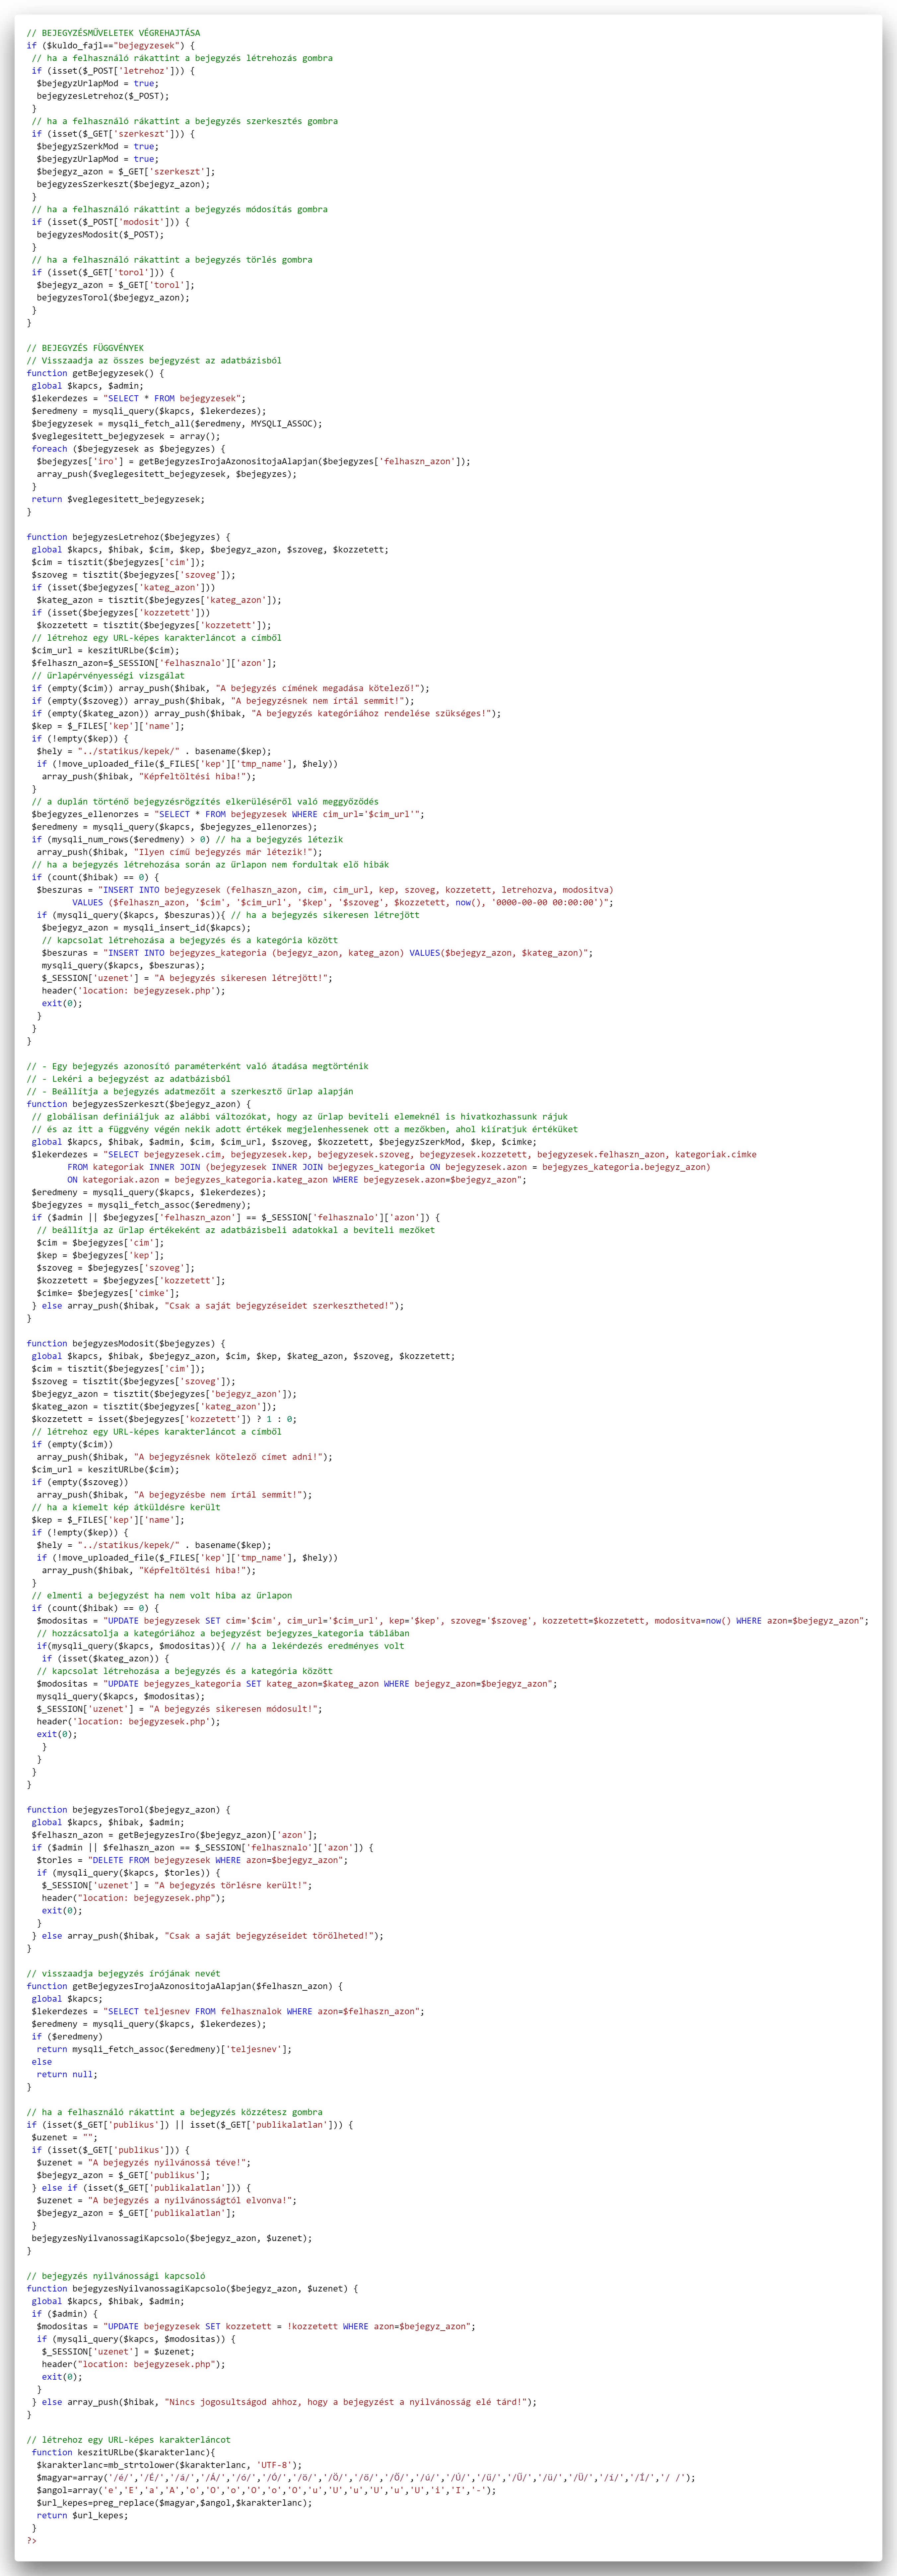 // BEJEGYZÉSMŰVELETEK VÉGREHAJTÁSA
if ($kuldo_fajl=="bejegyzesek") {
 // ha a felhasználó rákattint a bejegyzés létrehozás gombra
 if (isset($_POST['letrehoz'])) {
  $bejegyzUrlapMod = true;
  bejegyzesLetrehoz($_POST);
 }
 // ha a felhasználó rákattint a bejegyzés szerkesztés gombra
 if (isset($_GET['szerkeszt'])) {
  $bejegyzSzerkMod = true;
  $bejegyzUrlapMod = true;
  $bejegyz_azon = $_GET['szerkeszt'];
  bejegyzesSzerkeszt($bejegyz_azon);
 }
 // ha a felhasználó rákattint a bejegyzés módosítás gombra
 if (isset($_POST['modosit'])) {
  bejegyzesModosit($_POST);
 }
 // ha a felhasználó rákattint a bejegyzés törlés gombra
 if (isset($_GET['torol'])) {
  $bejegyz_azon = $_GET['torol'];
  bejegyzesTorol($bejegyz_azon);
 }
}

// BEJEGYZÉS FÜGGVÉNYEK
// Visszaadja az összes bejegyzést az adatbázisból
function getBejegyzesek() {
 global $kapcs, $admin;
 $lekerdezes = "SELECT * FROM bejegyzesek";
 $eredmeny = mysqli_query($kapcs, $lekerdezes);
 $bejegyzesek = mysqli_fetch_all($eredmeny, MYSQLI_ASSOC);
 $veglegesitett_bejegyzesek = array();
 foreach ($bejegyzesek as $bejegyzes) {
  $bejegyzes['iro'] = getBejegyzesIrojaAzonositojaAlapjan($bejegyzes['felhaszn_azon']);
  array_push($veglegesitett_bejegyzesek, $bejegyzes);
 }
 return $veglegesitett_bejegyzesek;
}

function bejegyzesLetrehoz($bejegyzes) {
 global $kapcs, $hibak, $cim, $kep, $bejegyz_azon, $szoveg, $kozzetett;
 $cim = tisztit($bejegyzes['cim']);
 $szoveg = tisztit($bejegyzes['szoveg']);
 if (isset($bejegyzes['kateg_azon']))
  $kateg_azon = tisztit($bejegyzes['kateg_azon']);
 if (isset($bejegyzes['kozzetett']))
  $kozzetett = tisztit($bejegyzes['kozzetett']);
 // létrehoz egy URL-képes karakterláncot a címből
 $cim_url = keszitURLbe($cim);
 $felhaszn_azon=$_SESSION['felhasznalo']['azon'];
 // űrlapérvényességi vizsgálat
 if (empty($cim)) array_push($hibak, "A bejegyzés címének megadása kötelező!");
 if (empty($szoveg)) array_push($hibak, "A bejegyzésnek nem írtál semmit!");
 if (empty($kateg_azon)) array_push($hibak, "A bejegyzés kategóriához rendelése szükséges!");
 $kep = $_FILES['kep']['name'];
 if (!empty($kep)) {
  $hely = "../statikus/kepek/" . basename($kep);
  if (!move_uploaded_file($_FILES['kep']['tmp_name'], $hely))
   array_push($hibak, "Képfeltöltési hiba!");
 }
 // a duplán történő bejegyzésrögzítés elkerüléséről való meggyőződés
 $bejegyzes_ellenorzes = "SELECT * FROM bejegyzesek WHERE cim_url='$cim_url'";
 $eredmeny = mysqli_query($kapcs, $bejegyzes_ellenorzes);
 if (mysqli_num_rows($eredmeny) > 0) // ha a bejegyzés létezik
  array_push($hibak, "Ilyen című bejegyzés már létezik!");
 // ha a bejegyzés létrehozása során az űrlapon nem fordultak elő hibák
 if (count($hibak) == 0) {
  $beszuras = "INSERT INTO bejegyzesek (felhaszn_azon, cim, cim_url, kep, szoveg, kozzetett, letrehozva, modositva)
         VALUES ($felhaszn_azon, '$cim', '$cim_url', '$kep', '$szoveg', $kozzetett, now(), '0000-00-00 00:00:00')";
  if (mysqli_query($kapcs, $beszuras)){ // ha a bejegyzés sikeresen létrejött
   $bejegyz_azon = mysqli_insert_id($kapcs);
   // kapcsolat létrehozása a bejegyzés és a kategória között
   $beszuras = "INSERT INTO bejegyzes_kategoria (bejegyz_azon, kateg_azon) VALUES($bejegyz_azon, $kateg_azon)";
   mysqli_query($kapcs, $beszuras);
   $_SESSION['uzenet'] = "A bejegyzés sikeresen létrejött!";
   header('location: bejegyzesek.php');
   exit(0);
  }
 }
}

// - Egy bejegyzés azonosító paraméterként való átadása megtörténik
// - Lekéri a bejegyzést az adatbázisból
// - Beállítja a bejegyzés adatmezőit a szerkesztő űrlap alapján
function bejegyzesSzerkeszt($bejegyz_azon) {
 // globálisan definiáljuk az alábbi változókat, hogy az űrlap beviteli elemeknél is hivatkozhassunk rájuk
 // és az itt a függvény végén nekik adott értékek megjelenhessenek ott a mezőkben, ahol kiíratjuk értéküket
 global $kapcs, $hibak, $admin, $cim, $cim_url, $szoveg, $kozzetett, $bejegyzSzerkMod, $kep, $cimke;
 $lekerdezes = "SELECT bejegyzesek.cim, bejegyzesek.kep, bejegyzesek.szoveg, bejegyzesek.kozzetett, bejegyzesek.felhaszn_azon, kategoriak.cimke
        FROM kategoriak INNER JOIN (bejegyzesek INNER JOIN bejegyzes_kategoria ON bejegyzesek.azon = bejegyzes_kategoria.bejegyz_azon)
        ON kategoriak.azon = bejegyzes_kategoria.kateg_azon WHERE bejegyzesek.azon=$bejegyz_azon";
 $eredmeny = mysqli_query($kapcs, $lekerdezes);
 $bejegyzes = mysqli_fetch_assoc($eredmeny);
 if ($admin || $bejegyzes['felhaszn_azon'] == $_SESSION['felhasznalo']['azon']) {
  // beállítja az űrlap értékeként az adatbázisbeli adatokkal a beviteli mezőket
  $cim = $bejegyzes['cim'];
  $kep = $bejegyzes['kep'];
  $szoveg = $bejegyzes['szoveg'];
  $kozzetett = $bejegyzes['kozzetett'];
  $cimke= $bejegyzes['cimke'];
 } else array_push($hibak, "Csak a saját bejegyzéseidet szerkesztheted!");
}

function bejegyzesModosit($bejegyzes) {
 global $kapcs, $hibak, $bejegyz_azon, $cim, $kep, $kateg_azon, $szoveg, $kozzetett;
 $cim = tisztit($bejegyzes['cim']);
 $szoveg = tisztit($bejegyzes['szoveg']);
 $bejegyz_azon = tisztit($bejegyzes['bejegyz_azon']);
 $kateg_azon = tisztit($bejegyzes['kateg_azon']);
 $kozzetett = isset($bejegyzes['kozzetett']) ? 1 : 0;
 // létrehoz egy URL-képes karakterláncot a címből
 if (empty($cim))
  array_push($hibak, "A bejegyzésnek kötelező címet adni!");
 $cim_url = keszitURLbe($cim);
 if (empty($szoveg))
  array_push($hibak, "A bejegyzésbe nem írtál semmit!");
 // ha a kiemelt kép átküldésre került
 $kep = $_FILES['kep']['name'];
 if (!empty($kep)) {
  $hely = "../statikus/kepek/" . basename($kep);
  if (!move_uploaded_file($_FILES['kep']['tmp_name'], $hely))
   array_push($hibak, "Képfeltöltési hiba!");
 }
 // elmenti a bejegyzést ha nem volt hiba az űrlapon
 if (count($hibak) == 0) {
  $modositas = "UPDATE bejegyzesek SET cim='$cim', cim_url='$cim_url', kep='$kep', szoveg='$szoveg', kozzetett=$kozzetett, modositva=now() WHERE azon=$bejegyz_azon";
  // hozzácsatolja a kategóriához a bejegyzést bejegyzes_kategoria táblában
  if(mysqli_query($kapcs, $modositas)){ // ha a lekérdezés eredményes volt
   if (isset($kateg_azon)) {
  // kapcsolat létrehozása a bejegyzés és a kategória között
  $modositas = "UPDATE bejegyzes_kategoria SET kateg_azon=$kateg_azon WHERE bejegyz_azon=$bejegyz_azon";
  mysqli_query($kapcs, $modositas);
  $_SESSION['uzenet'] = "A bejegyzés sikeresen módosult!";
  header('location: bejegyzesek.php');
  exit(0);
   }
  }
 }
}

function bejegyzesTorol($bejegyz_azon) {
 global $kapcs, $hibak, $admin;
 $felhaszn_azon = getBejegyzesIro($bejegyz_azon)['azon'];
 if ($admin || $felhaszn_azon == $_SESSION['felhasznalo']['azon']) {
  $torles = "DELETE FROM bejegyzesek WHERE azon=$bejegyz_azon";
  if (mysqli_query($kapcs, $torles)) {
   $_SESSION['uzenet'] = "A bejegyzés törlésre került!";
   header("location: bejegyzesek.php");
   exit(0);
  }
 } else array_push($hibak, "Csak a saját bejegyzéseidet törölheted!");
}

// visszaadja bejegyzés írójának nevét
function getBejegyzesIrojaAzonositojaAlapjan($felhaszn_azon) {
 global $kapcs;
 $lekerdezes = "SELECT teljesnev FROM felhasznalok WHERE azon=$felhaszn_azon";
 $eredmeny = mysqli_query($kapcs, $lekerdezes);
 if ($eredmeny)
  return mysqli_fetch_assoc($eredmeny)['teljesnev'];
 else
  return null;
}

// ha a felhasználó rákattint a bejegyzés közzétesz gombra
if (isset($_GET['publikus']) || isset($_GET['publikalatlan'])) {
 $uzenet = "";
 if (isset($_GET['publikus'])) {
  $uzenet = "A bejegyzés nyilvánossá téve!";
  $bejegyz_azon = $_GET['publikus'];
 } else if (isset($_GET['publikalatlan'])) {
  $uzenet = "A bejegyzés a nyilvánosságtól elvonva!";
  $bejegyz_azon = $_GET['publikalatlan'];
 }
 bejegyzesNyilvanossagiKapcsolo($bejegyz_azon, $uzenet);
}

// bejegyzés nyilvánossági kapcsoló
function bejegyzesNyilvanossagiKapcsolo($bejegyz_azon, $uzenet) {
 global $kapcs, $hibak, $admin;
 if ($admin) {
  $modositas = "UPDATE bejegyzesek SET kozzetett = !kozzetett WHERE azon=$bejegyz_azon";
  if (mysqli_query($kapcs, $modositas)) {
   $_SESSION['uzenet'] = $uzenet;
   header("location: bejegyzesek.php");
   exit(0);
  }
 } else array_push($hibak, "Nincs jogosultságod ahhoz, hogy a bejegyzést a nyilvánosság elé tárd!");
}

// létrehoz egy URL-képes karakterláncot
 function keszitURLbe($karakterlanc){
  $karakterlanc=mb_strtolower($karakterlanc, 'UTF-8');
  $magyar=array('/é/','/É/','/á/','/Á/','/ó/','/Ó/','/ö/','/Ö/','/ő/','/Ő/','/ú/','/Ú/','/ű/','/Ű/','/ü/','/Ü/','/í/','/Í/','/ /');
  $angol=array('e','E','a','A','o','O','o','O','o','O','u','U','u','U','u','U','i','I','-');
  $url_kepes=preg_replace($magyar,$angol,$karakterlanc);
  return $url_kepes;
 }
?>